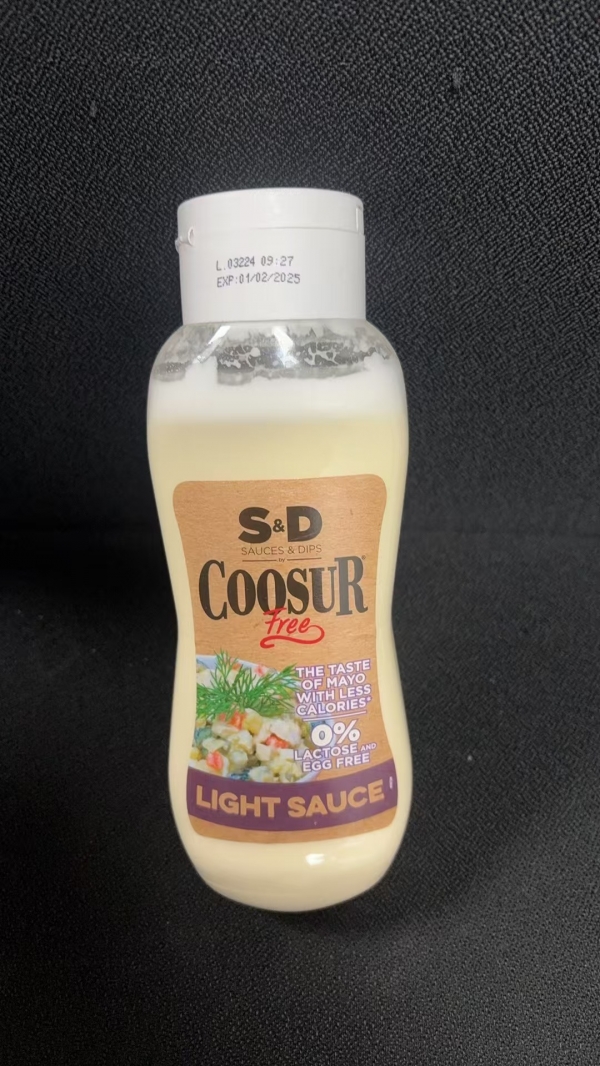 L.03224 09:27
EXP:01/02/2025
S&D
SAUCES & DIPS
BY
COOSUR®
Free
THE TASTE
OF MAYO
WITH LESS
CALORIES*
0%
LACTOSE AND
EGG FREE
LIGHT SAUCE